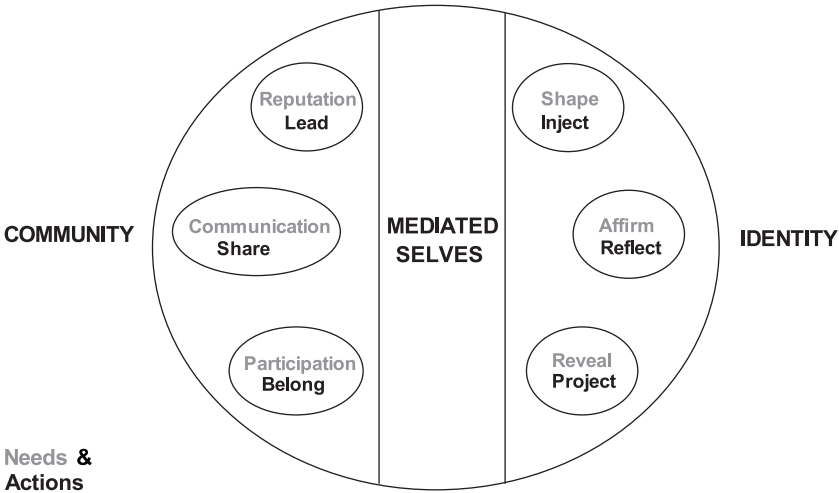 Reputation
Lead
Shape
Inject
COMMUNITY
Communication
Share
MEDIATED
SELVES
Affirm
Reflect
IDENTITY
Participation
Belong
Reveal
Project
Needs &
Actions